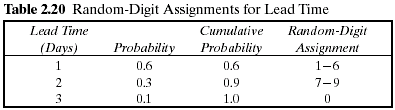 Table 2.20 Random-Digit Assignments for Lead Time
Lead Time Cumulative Random-Digit
(Days) Probability Probability Assignment
1 0.6 0.6 1–6
2 0.3 0.9 7–9
3 0.1 1.0 0